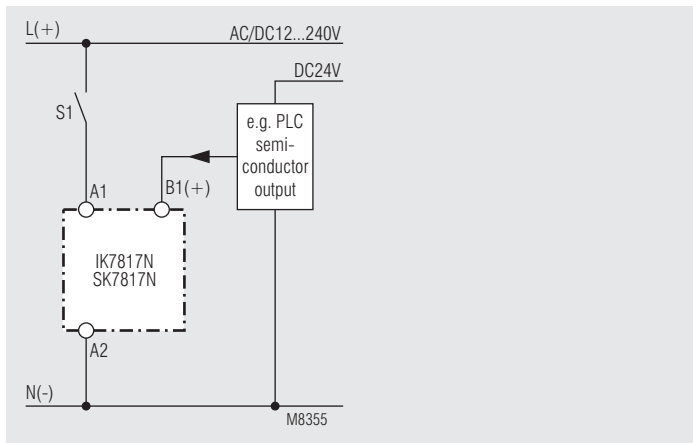 L(+)
AC/DC12...240V
DC24V
S1
e.g. PLC
semi-
conductor
output
A1
B1(+)
IK7817N
SK7817N
A2
N(-)
M8355